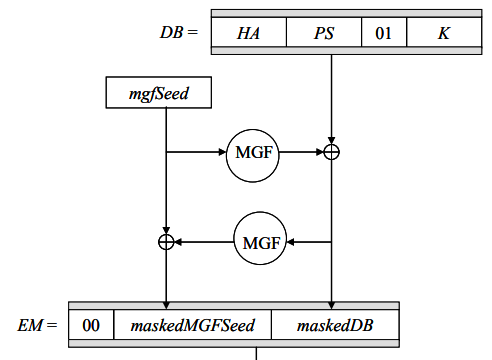 DB = HA PS 01 K
mgfSeed
MGF
MGF
EM = 00 maskedMGFSeed maskedDB